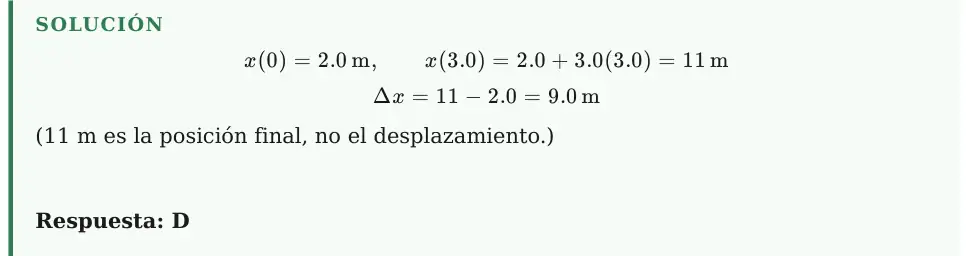 SOLUCIÓN
x(0) = 2.0 m, x(3.0) = 2.0 + 3.0(3.0) = 11 m
Δx = 11 − 2.0 = 9.0 m
(11 m es la posición final, no el desplazamiento.)
Respuesta: D